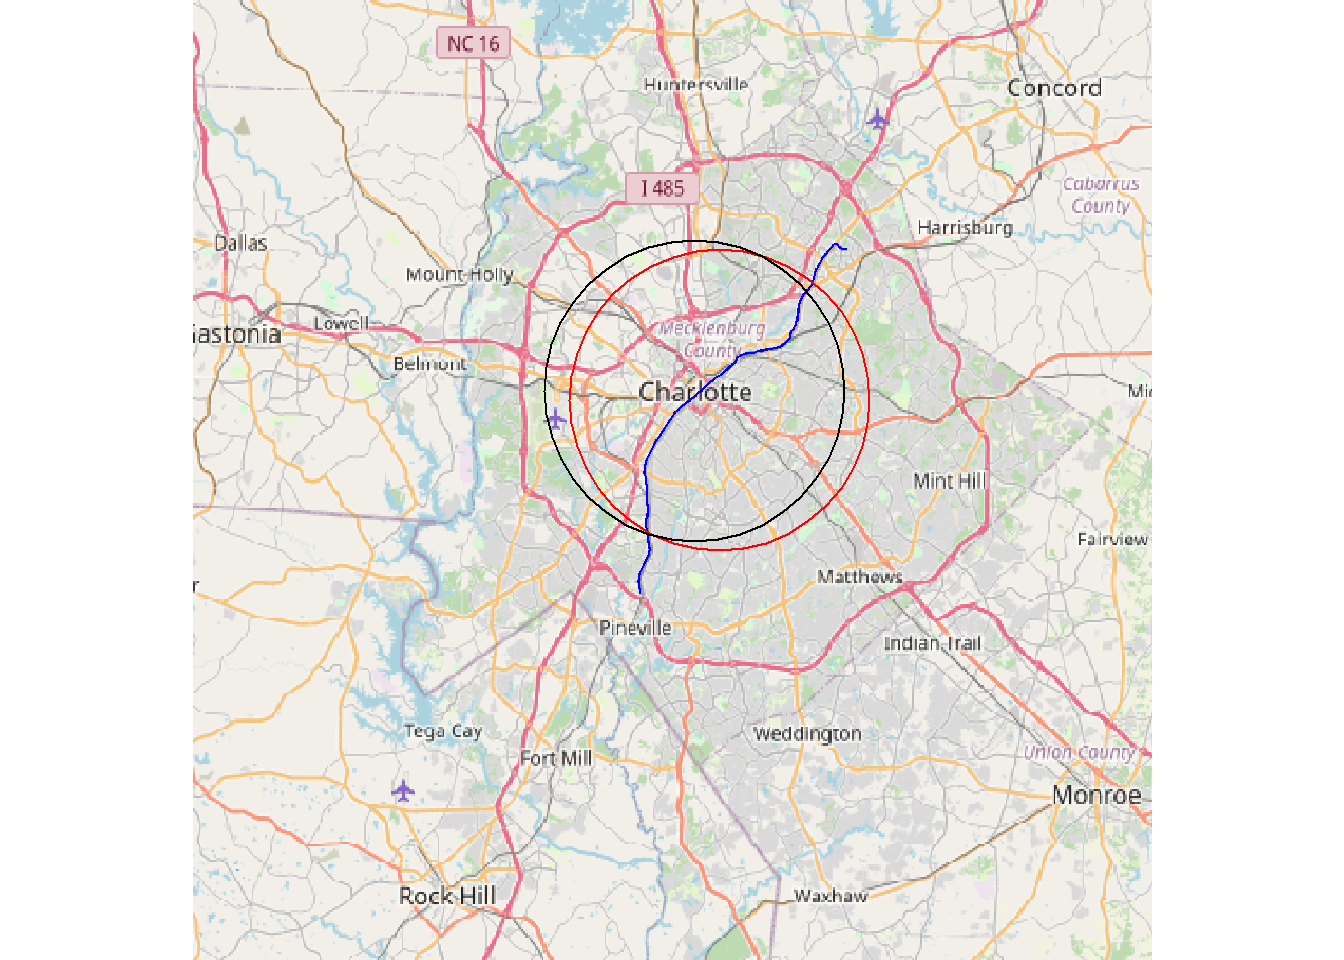 NC 16
Huntersville
Concord
I 485
Cabarrus
County
Harrisburg
Dallas
Mount Holly
Lowell
Mecklenburg
County
iastonia
Belmont
Charlotte
Mint Hill
Fairview
Matthews
Pineville
Indian Trail
Tega Cay
Weddington
Fort Mill
Union County
Monroe
Rock Hill
Waxhaw